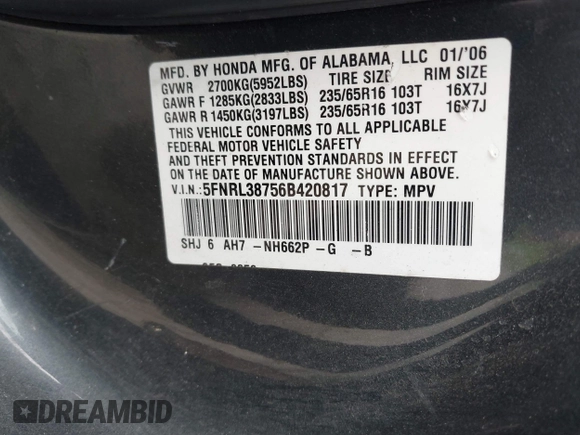 MFD. BY HONDA MFG. OF ALABAMA, LLC 01/'06
GVWR 2700KG(5952LBS) TIRE SIZE RIM SIZE
GAWR F 1285KG(2833LBS) 235/65R16 103T 16X7J
GAWR R 1450KG(3197LBS) 235/65R16 103T 16X7J
THIS VEHICLE CONFORMS TO ALL APPLICABLE
FEDERAL MOTOR VEHICLE SAFETY
AND THEFT PREVENTION STANDARDS IN EFFECT
ON THE DATE OF MANUFACTURE SHOWN ABOVE
V.I.N.:5FNRL38756B420817 TYPE: MPV
SHJ 6 AH7 -NH662P -G -B
DREAMBID